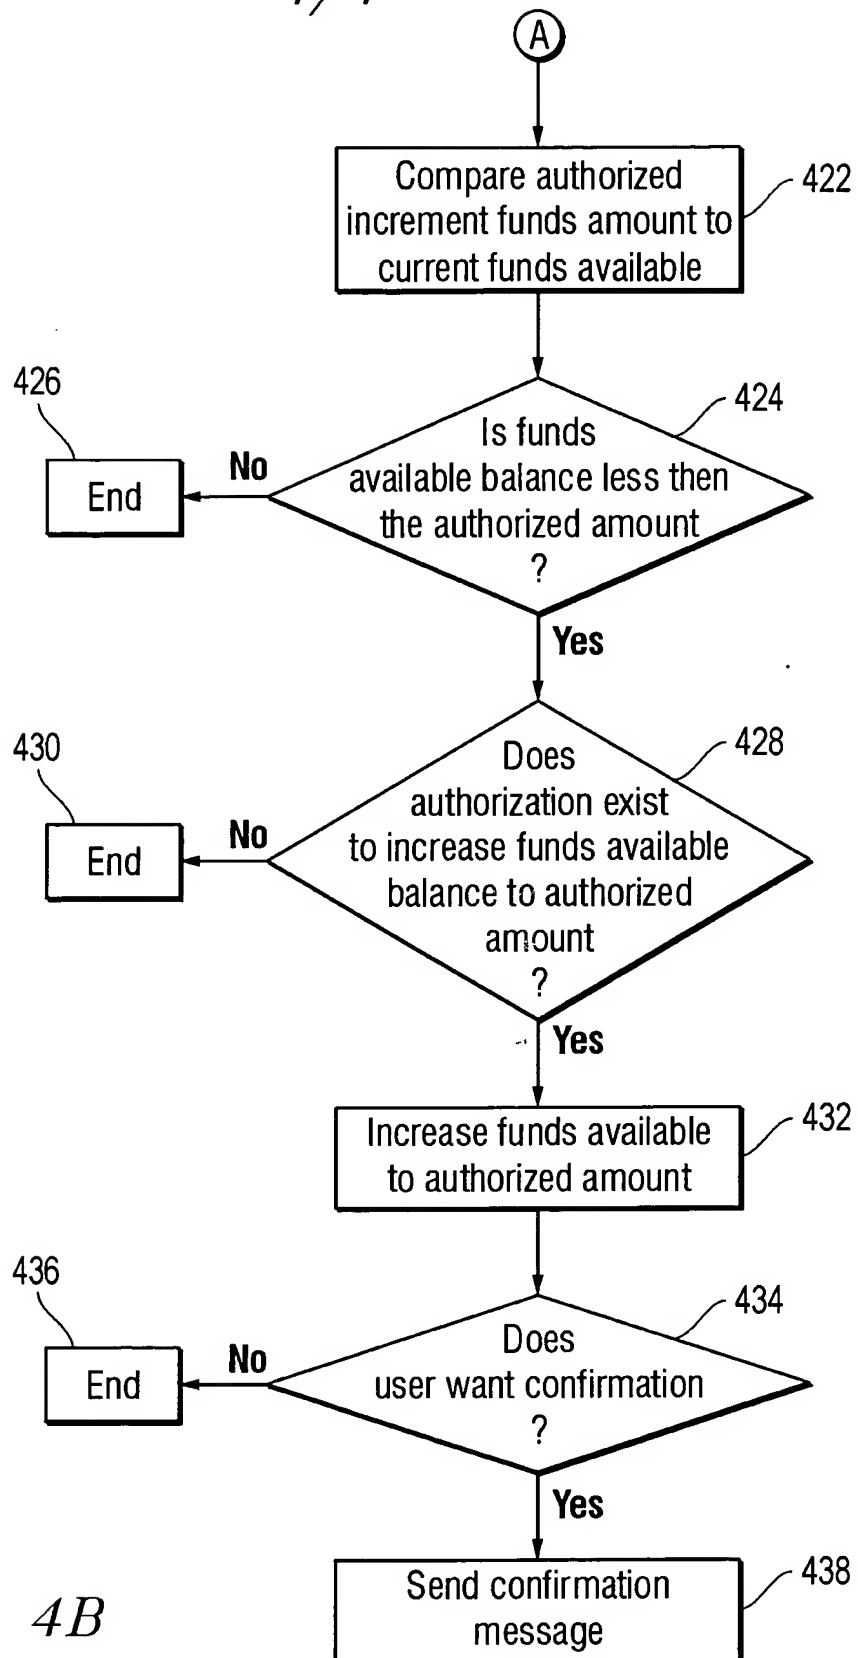 A
Compare authorized
increment funds amount to
current funds available
422
426
424
Is funds
available balance less then
the authorized amount
?
No
End
Yes
430
428
Does
authorization exist
to increase funds available
balance to authorized
amount
?
No
End
Yes
432
Increase funds available
to authorized amount
436
434
Does
user want confirmation
?
No
End
Yes
438
Send confirmation
message
4B